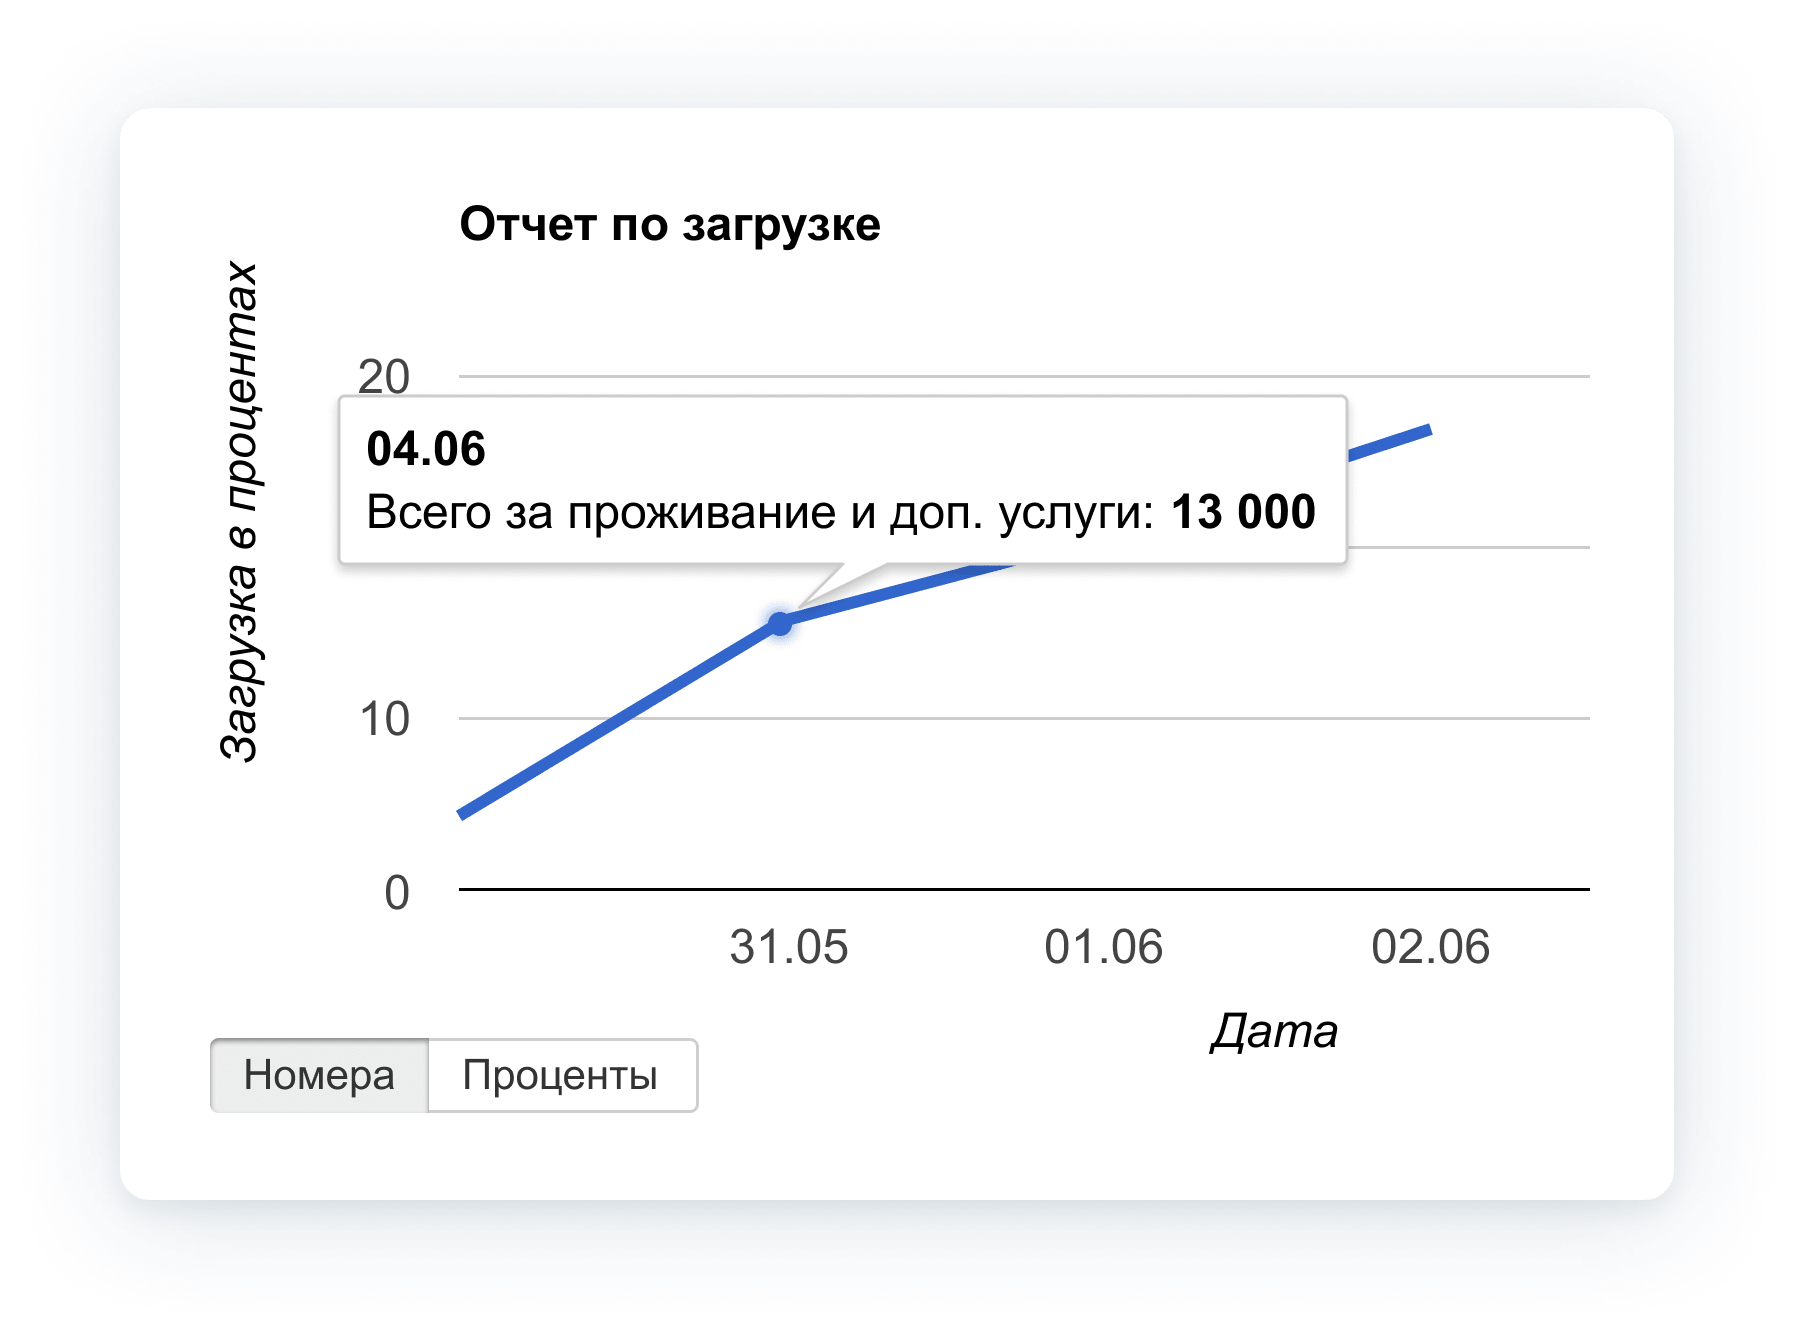 Отчет по загрузке
Загрузка в процентах
20
04.06
Всего за проживание и доп. услуги: 13 000
10
0
31.05
01.06
02.06
Дата
Номера
Проценты